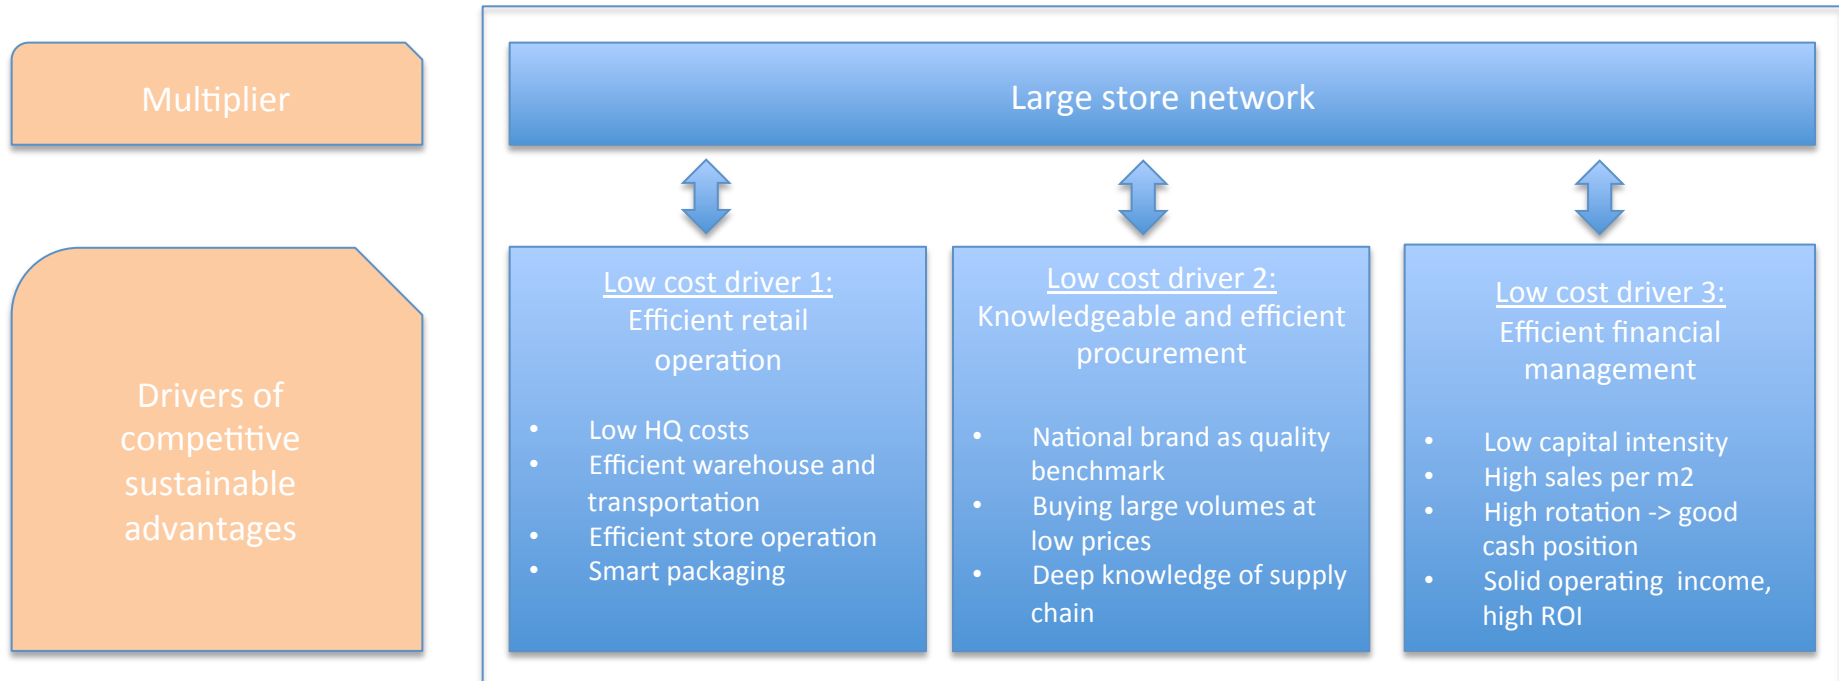 Multiplier
Large store network
Drivers of
competitive
sustainable
advantages
Low cost driver 1:
Efficient retail
operation
• Low HQ costs
• Efficient warehouse and
transportation
• Efficient store operation
• Smart packaging
Low cost driver 2:
Knowledgeable and efficient
procurement
• National brand as quality
benchmark
• Buying large volumes at
low prices
• Deep knowledge of supply
chain
Low cost driver 3:
Efficient financial
management
• Low capital intensity
• High sales per m2
• High rotation -> good
cash position
• Solid operating income,
high ROI